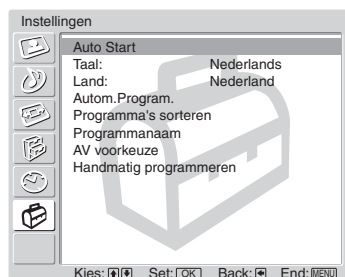 Instellingen
Auto Start
Taal: Nederlands
Land: Nederland
Autom.Program.
Programma's sorteren
Programmanaam
AV voorkeuze
Handmatig programmeren
Kies: Set: OK Back: End: MENU